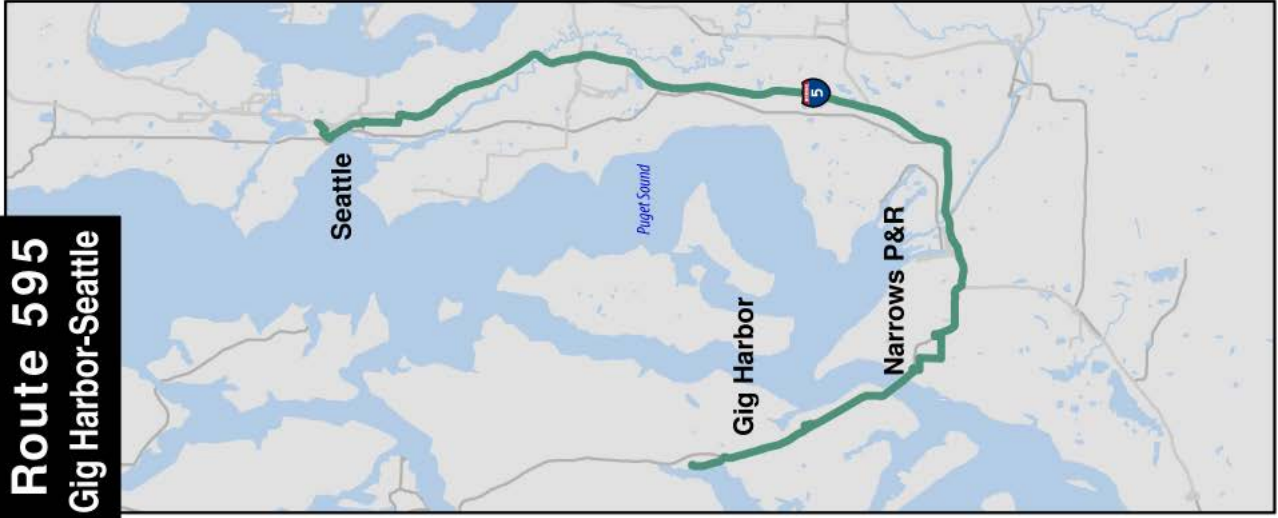 Route 595
Gig Harbor-Seattle
Seattle
Puget Sound
5
Gig Harbor
Narrows P&R